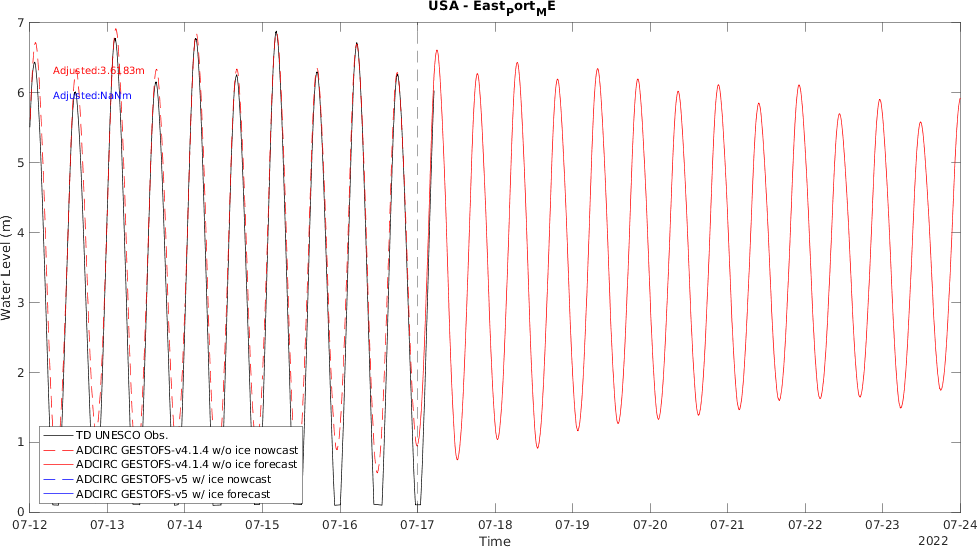 USA - EastPortME
7
6
5
4
3
2
1
0
Water Level (m)
Adjusted:3.6183m
Adjusted:NaNm
TD UNESCO Obs.
ADCIRC GESTOFS-v4.1.4 w/o ice nowcast
ADCIRC GESTOFS-v4.1.4 w/o ice forecast
ADCIRC GESTOFS-v5 w/ ice nowcast
ADCIRC GESTOFS-v5 w/ ice forecast
07-12 07-13 07-14 07-15 07-16 07-17 07-18 07-19 07-20 07-21 07-22 07-23 07-24
Time
2022